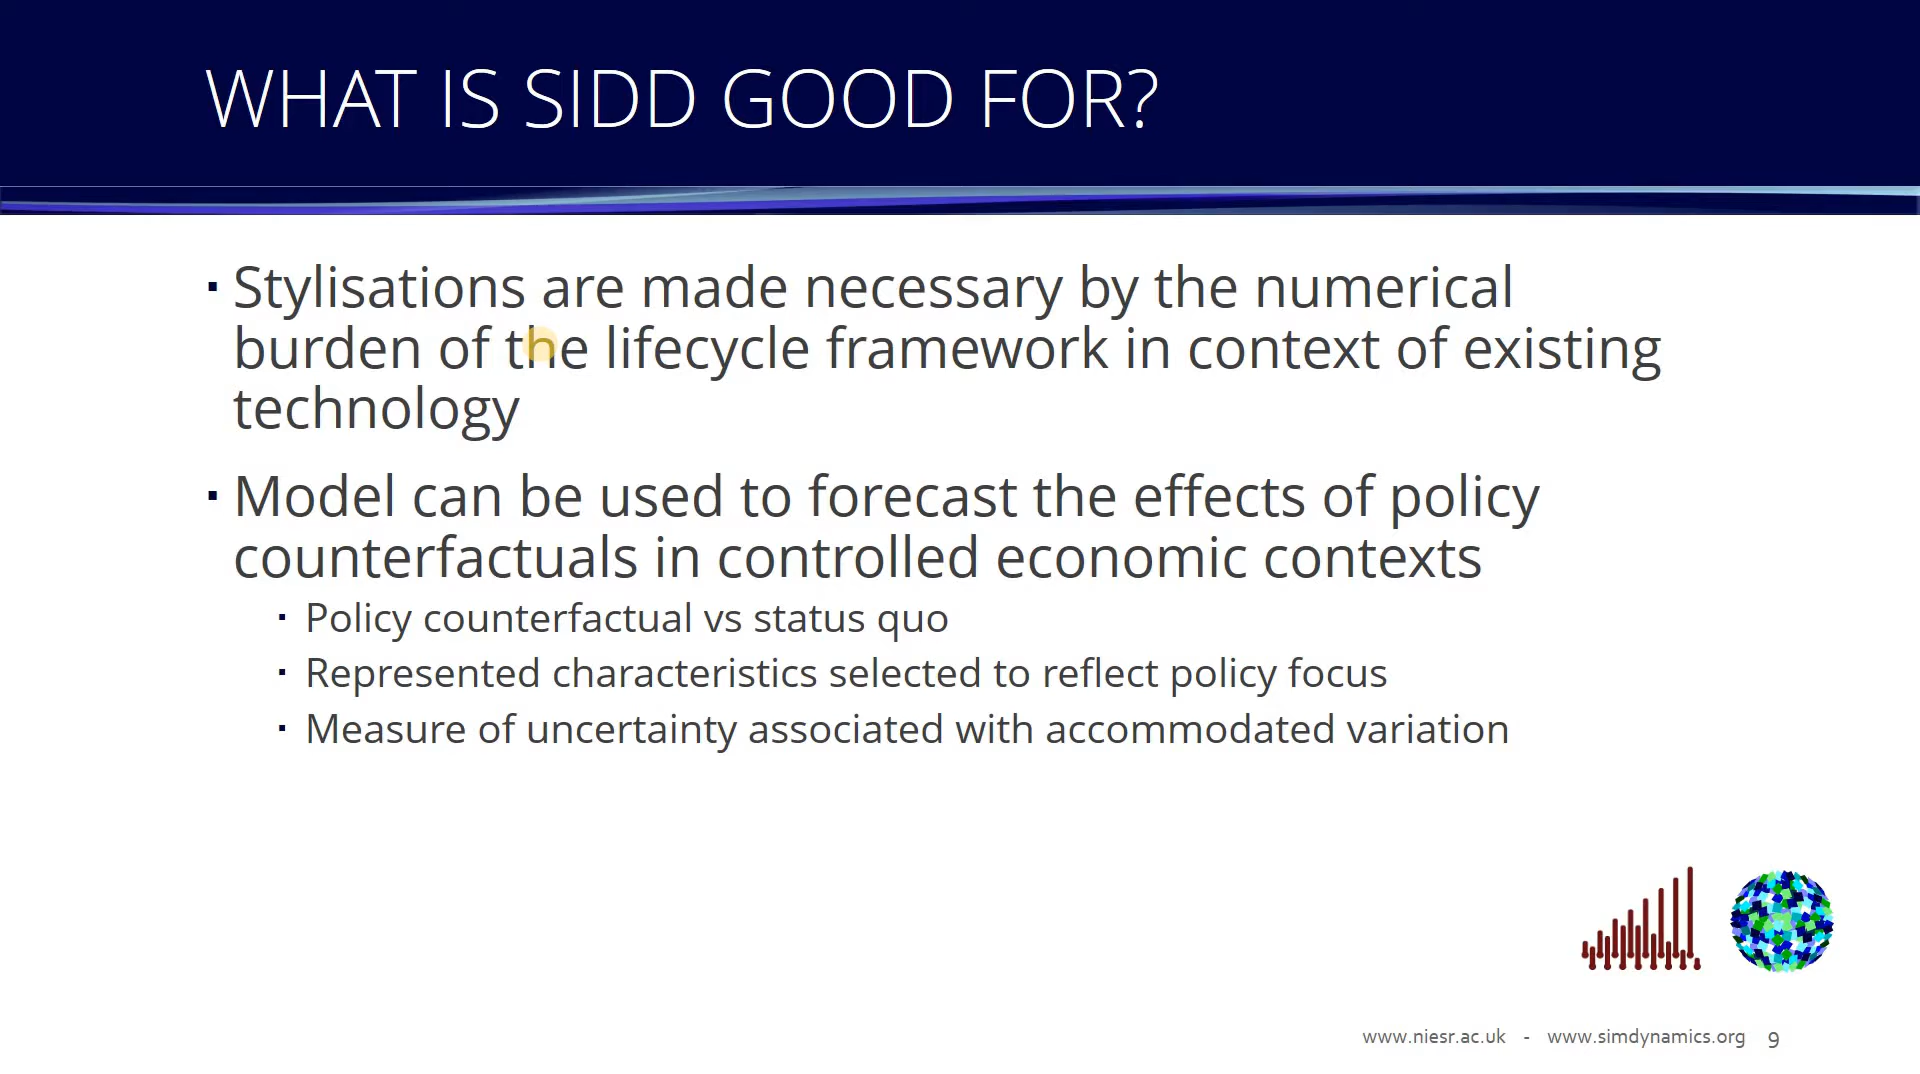 WHAT IS SIDD GOOD FOR?
▪ Stylisations are made necessary by the numerical
burden of the lifecycle framework in context of existing
technology
▪ Model can be used to forecast the effects of policy
counterfactuals in controlled economic contexts
▪ Policy counterfactual vs status quo
▪ Represented characteristics selected to reflect policy focus
▪ Measure of uncertainty associated with accommodated variation
www.niesr.ac.uk - www.simdynamics.org 9